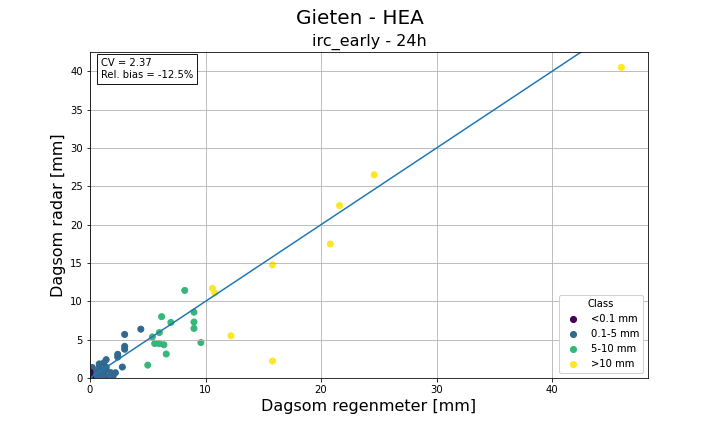 Gieten - HEA
irc_early - 24h
CV = 2.37
Rel. bias = -12.5%
Dagsom radar [mm]
40
35
30
25
20
15
10
5
0
0 10 20 30 40
Dagsom regenmeter [mm]
Class
<0.1 mm
0.1-5 mm
5-10 mm
>10 mm